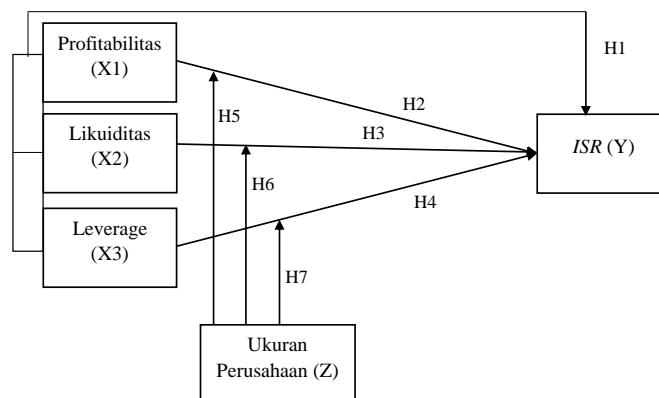 Profitabilitas
(X1)
H1
H2
H5
Likuiditas
(X2)
H3
ISR (Y)
H6
H4
Leverage
(X3)
H7
Ukuran
Perusahaan (Z)